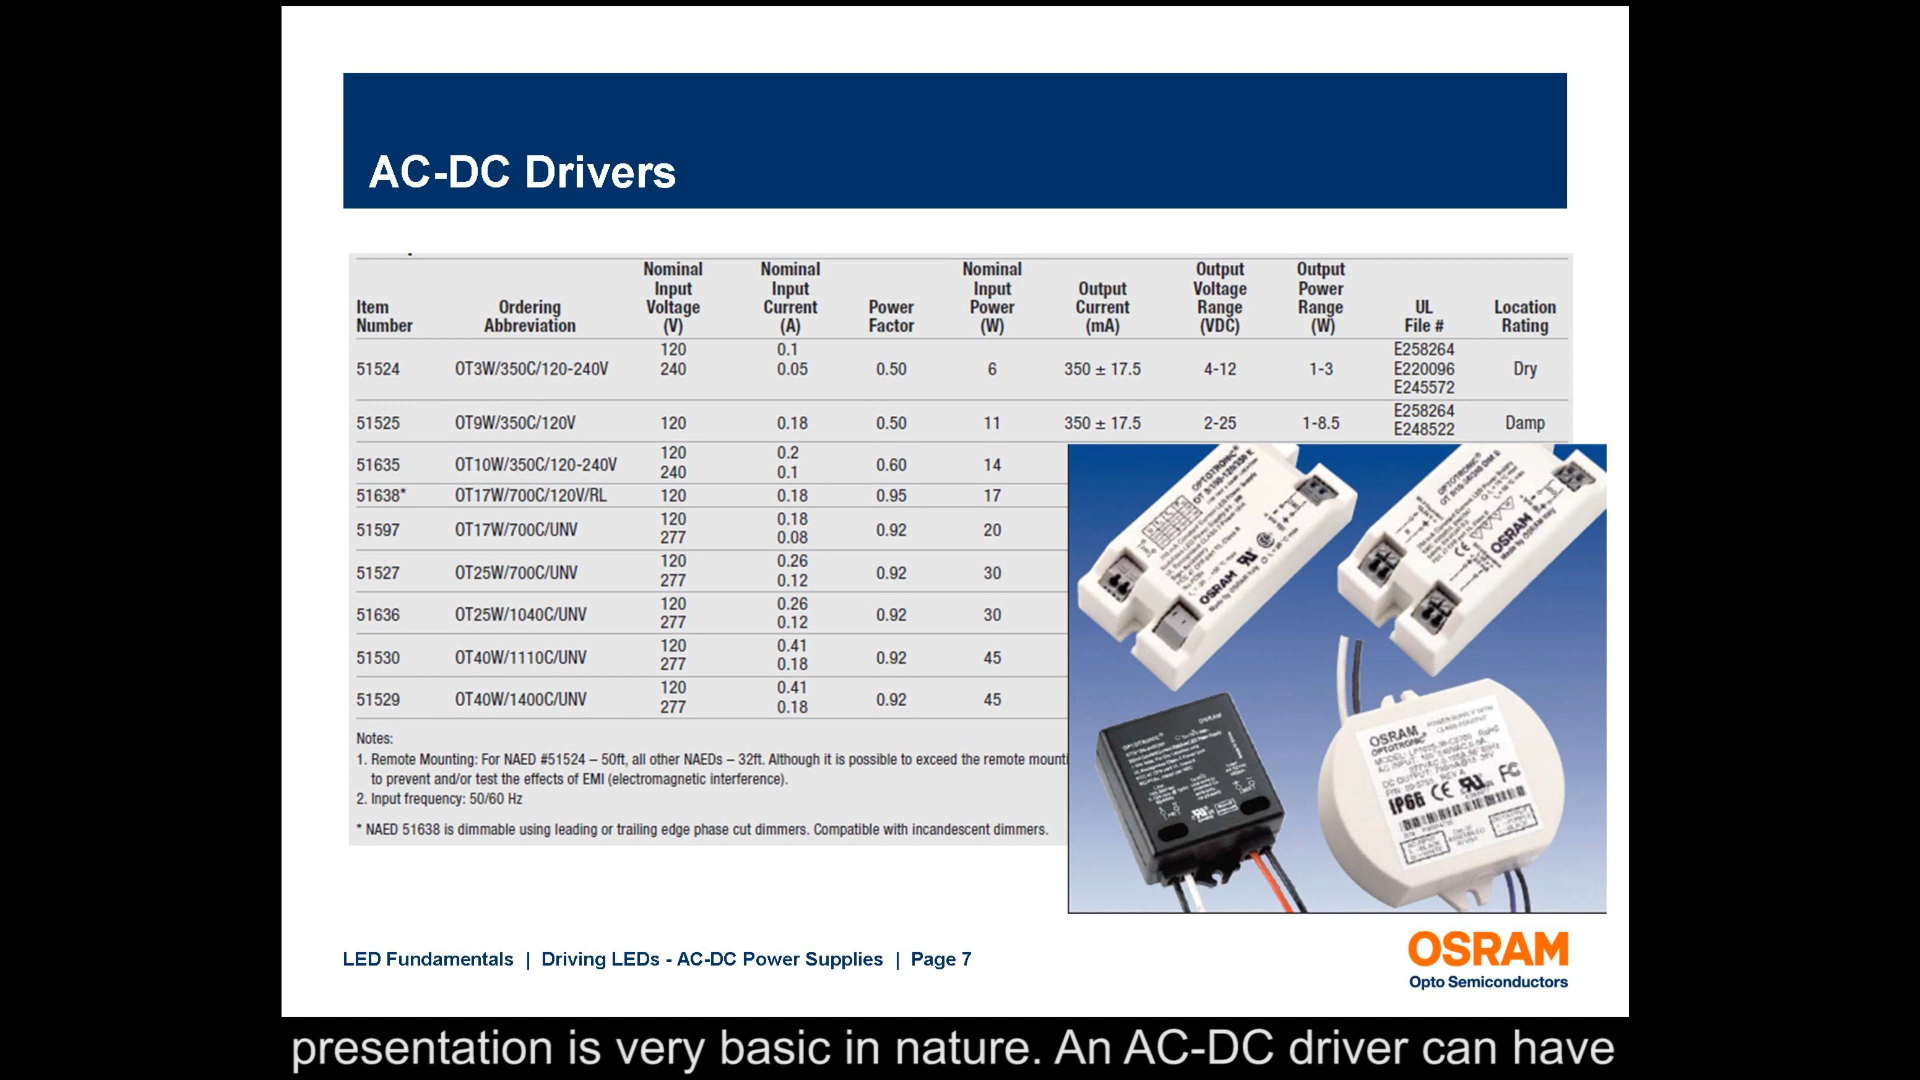 AC-DC Drivers
Item Number
Ordering Abbreviation
Nominal Input Voltage (V)
Nominal Input Current (A)
Power Factor
Nominal Input Power (W)
Output Current (mA)
Output Voltage Range (VDC)
Output Power Range (W)
UL File #
Location Rating
51524 OT3W/350C/120-240V 120 240 0.1 0.05 0.50 6 350 ± 17.5 4-12 1-3 E258264 E220096 E245572 Dry
51525 OT9W/350C/120V 120 0.18 0.50 11 350 ± 17.5 2-25 1-8.5 E258264 E248522 Damp
51635 OT10W/350C/120-240V 120 240 0.2 0.1 0.60 14
51638* OT17W/700C/120V/RL 120 0.18 0.95 17
51597 OT17W/700C/UNV 120 277 0.18 0.08 0.92 20
51527 OT25W/700C/UNV 120 277 0.26 0.12 0.92 30
51636 OT25W/1040C/UNV 120 277 0.26 0.12 0.92 30
51530 OT40W/1110C/UNV 120 277 0.41 0.18 0.92 45
51529 OT40W/1400C/UNV 120 277 0.41 0.18 0.92 45
Notes:
1. Remote Mounting: For NAED #51524 – 50ft, all other NAEDs – 32ft. Although it is possible to exceed the remote mounti
to prevent and/or test the effects of EMI (electromagnetic interference).
2. Input frequency: 50/60 Hz
* NAED 51638 is dimmable using leading or trailing edge phase cut dimmers. Compatible with incandescent dimmers.
OPTOTRONIC
OSRAM
OPTOTRONIC
OSRAM
OPTOTRONIC
OSRAM
OSRAM
OPTOTRONIC
IP66
LED Fundamentals | Driving LEDs - AC-DC Power Supplies | Page 7
OSRAM
Opto Semiconductors
presentation is very basic in nature. An AC-DC driver can have